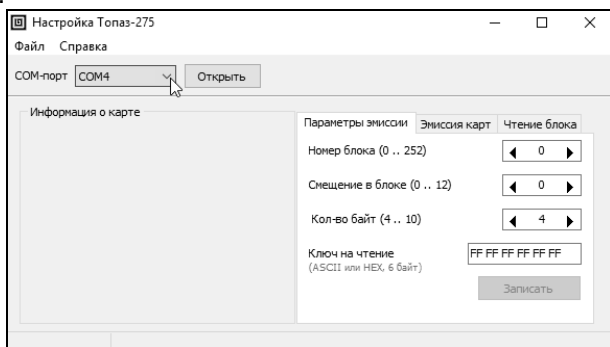 Настройка Топаз-275
Файл Справка
COM-порт COM4 Открыть
Информация о карте
Параметры эмиссии Эмиссия карт Чтение блока
Номер блока (0 .. 252) 0
Смещение в блоке (0 .. 12) 0
Кол-во байт (4 .. 10) 4
Ключ на чтение FF FF FF FF FF FF
(ASCII или HEX, 6 байт)
Записать